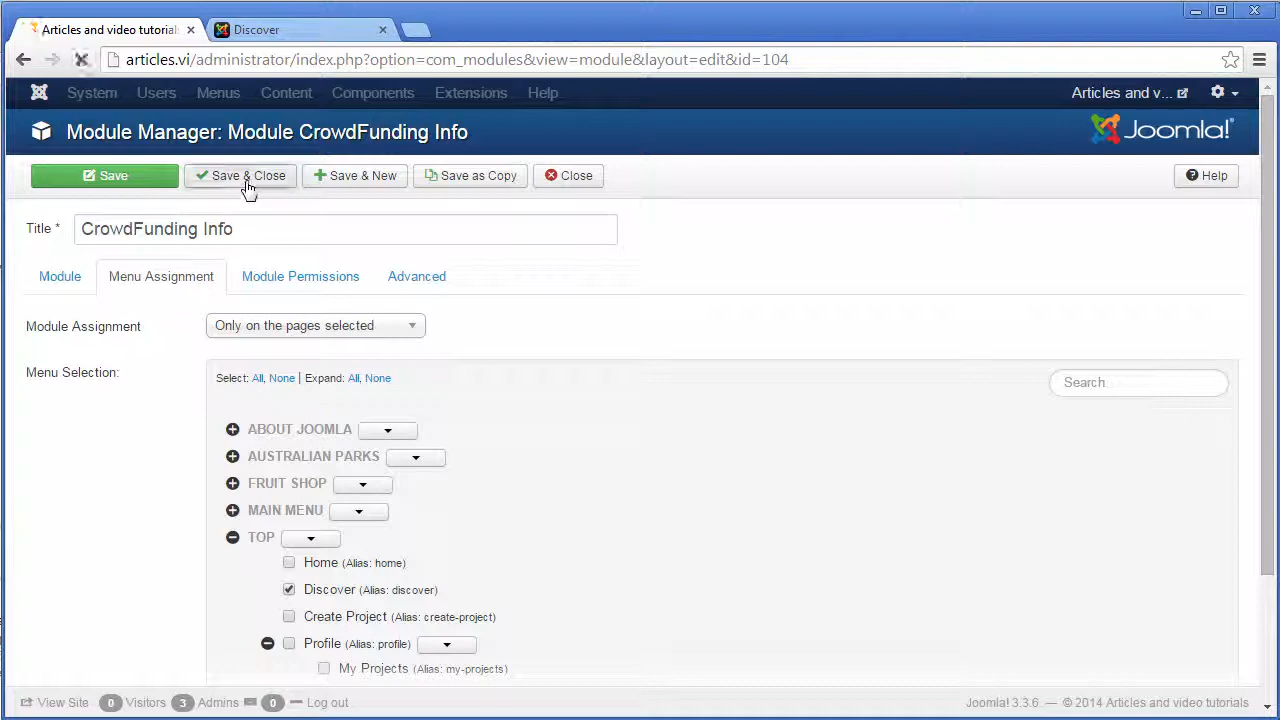 Articles and video tutorial
Discover
articles.vi/administrator/index.php?option=com_modules&view=module&layout=edit&id=104
System Users Menus Content Components Extensions Help
Articles and v...
Module Manager: Module CrowdFunding Info
Joomla!
Save
Save & Close
Save & New
Save as Copy
Close
Help
Title *
CrowdFunding Info
Module
Menu Assignment
Module Permissions
Advanced
Module Assignment
Only on the pages selected
Menu Selection:
Select: All, None | Expand: All, None
Search
ABOUT JOOMLA
AUSTRALIAN PARKS
FRUIT SHOP
MAIN MENU
TOP
Home (Alias: home)
Discover (Alias: discover)
Create Project (Alias: create-project)
Profile (Alias: profile)
My Projects (Alias: my-projects)
View Site 0 Visitors 3 Admins 0 Log out
Joomla! 3.3.6 — © 2014 Articles and video tutorials